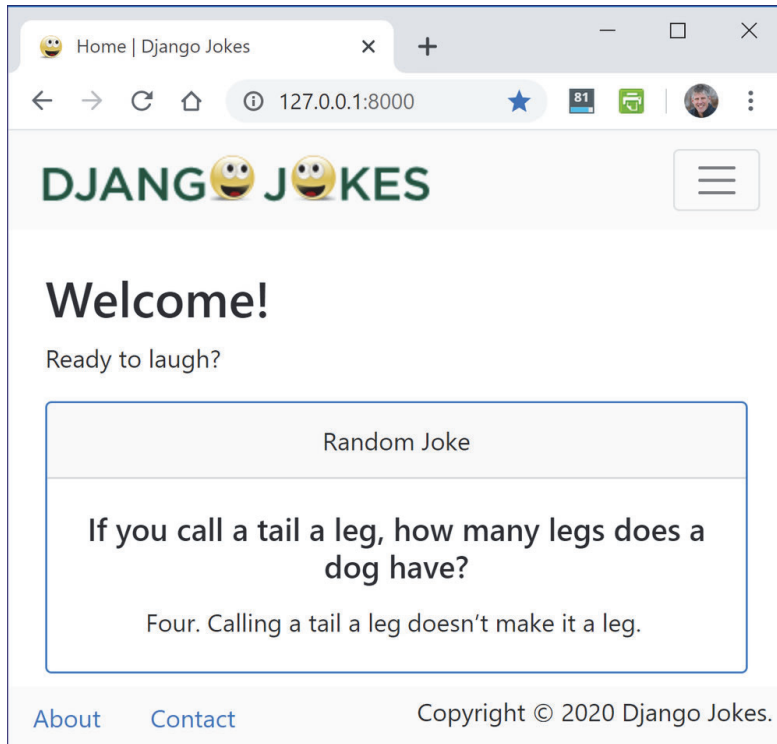 Home | Django Jokes
127.0.0.1:8000
81
DJANGO JOKES
Welcome!
Ready to laugh?
Random Joke
If you call a tail a leg, how many legs does a
dog have?
Four. Calling a tail a leg doesn’t make it a leg.
About Contact Copyright © 2020 Django Jokes.